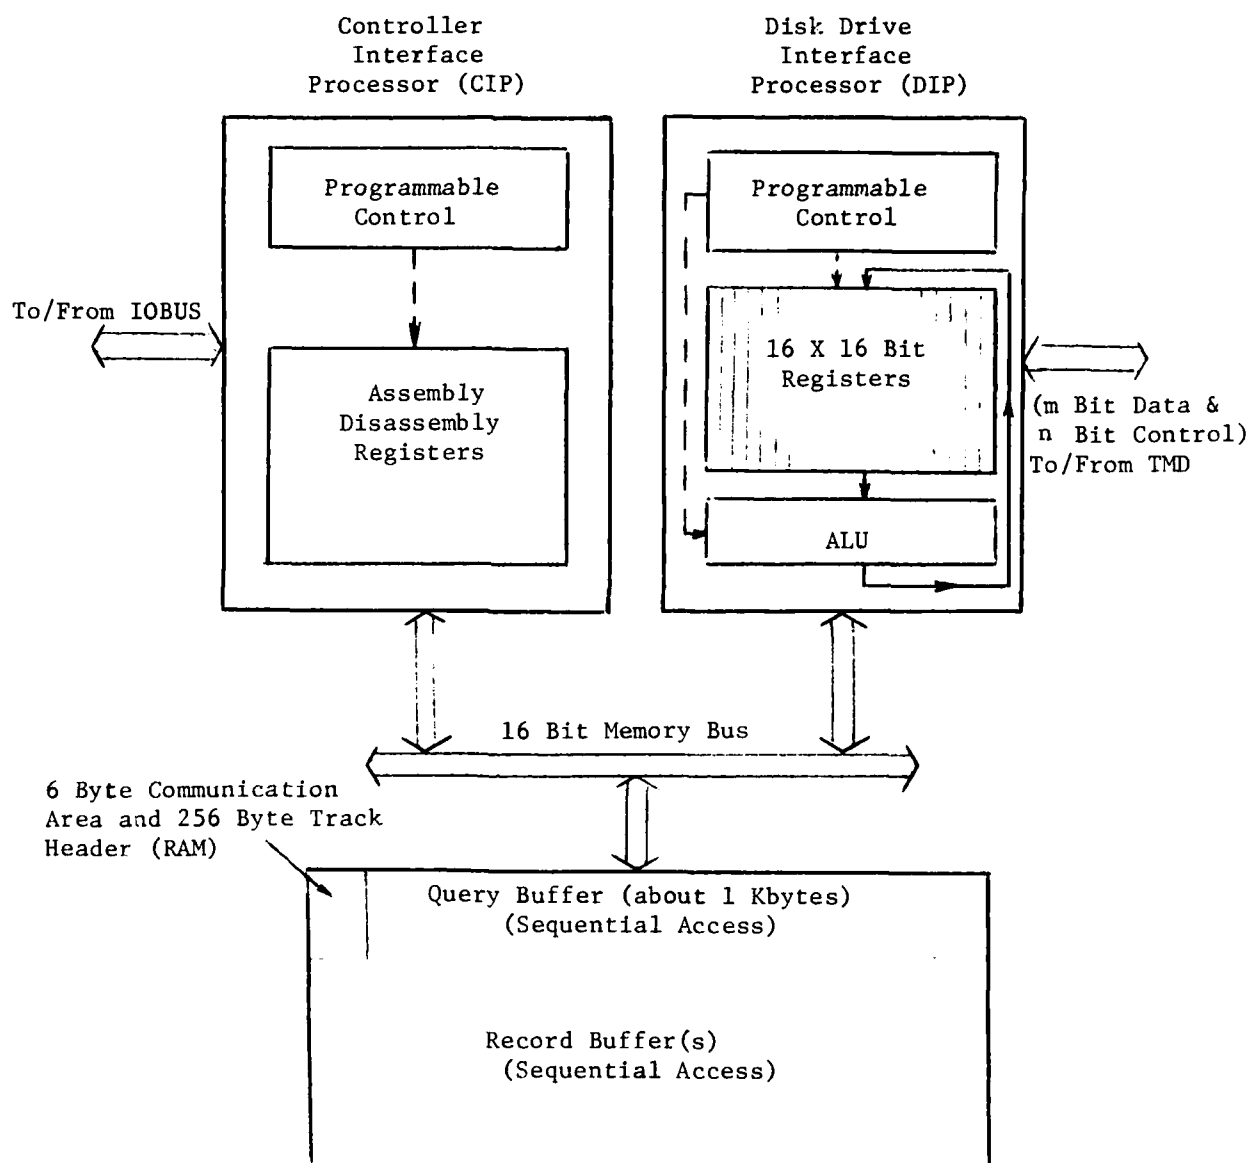 Controller
Interface
Processor (CIP)
Disk Drive
Interface
Processor (DIP)
Programmable
Control
Programmable
Control
To/From IOBUS
Assembly
Disassembly
Registers
16 X 16 Bit
Registers
(m Bit Data &
n Bit Control)
To/From TMD
ALU
16 Bit Memory Bus
6 Byte Communication
Area and 256 Byte Track
Header (RAM)
Query Buffer (about 1 Kbytes)
(Sequential Access)
Record Buffer(s)
(Sequential Access)